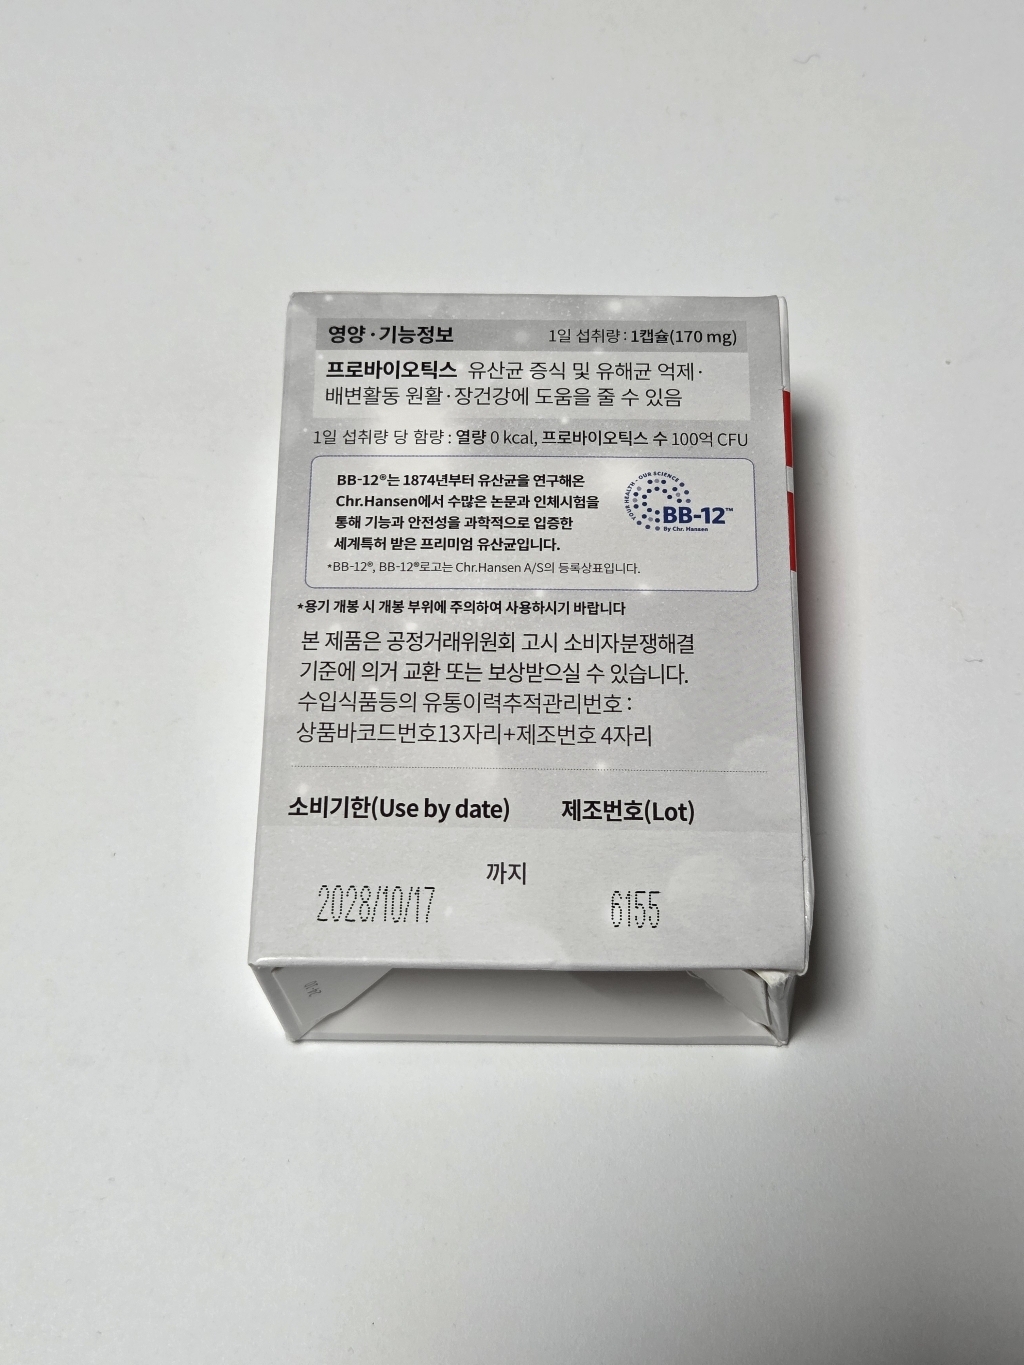 영양·기능정보 1일 섭취량 : 1캡슐(170 mg)
프로바이오틱스 유산균 증식 및 유해균 억제·
배변활동 원활·장건강에 도움을 줄 수 있음
1일 섭취량 당 함량 : 열량 0 kcal, 프로바이오틱스 수 100억 CFU
BB-12®는 1874년부터 유산균을 연구해온
Chr.Hansen에서 수많은 논문과 인체시험을
통해 기능과 안전성을 과학적으로 입증한
세계특허 받은 프리미엄 유산균입니다.
*BB-12®, BB-12®로고는 Chr.Hansen A/S의 등록상표입니다.
YOUR HEALTH · OUR SCIENCE
BB-12™
By Chr. Hansen
*용기 개봉 시 개봉 부위에 주의하여 사용하시기 바랍니다
본 제품은 공정거래위원회 고시 소비자분쟁해결
기준에 의거 교환 또는 보상받으실 수 있습니다.
수입식품등의 유통이력추적관리번호 :
상품바코드번호13자리+제조번호 4자리
소비기한(Use by date) 제조번호(Lot)
까지
2028/10/17 6155